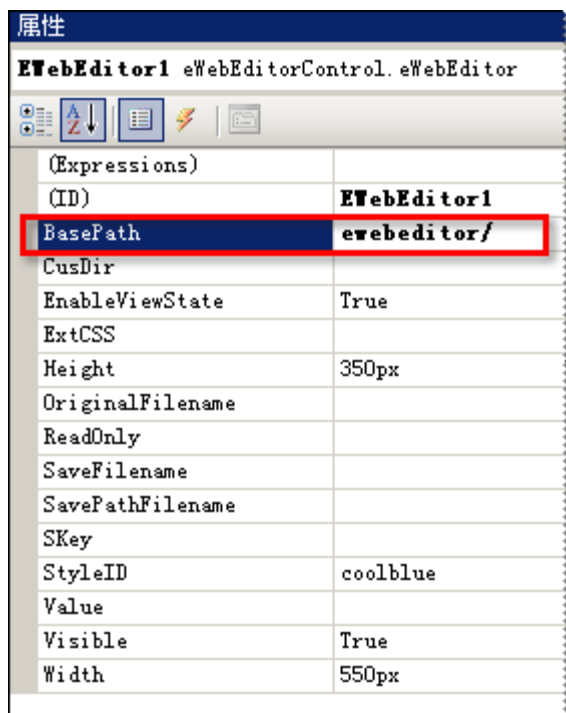 属性
EWebEditor1 eWebEditorControl.eWebEditor
(Expressions)
(ID) EWebEditor1
BasePath ewebeditor/
CusDir
EnableViewState True
ExtCSS
Height 350px
OriginalFilename
ReadOnly
SaveFilename
SavePathFilename
SKey
StyleID coolblue
Value
Visible True
Width 550px